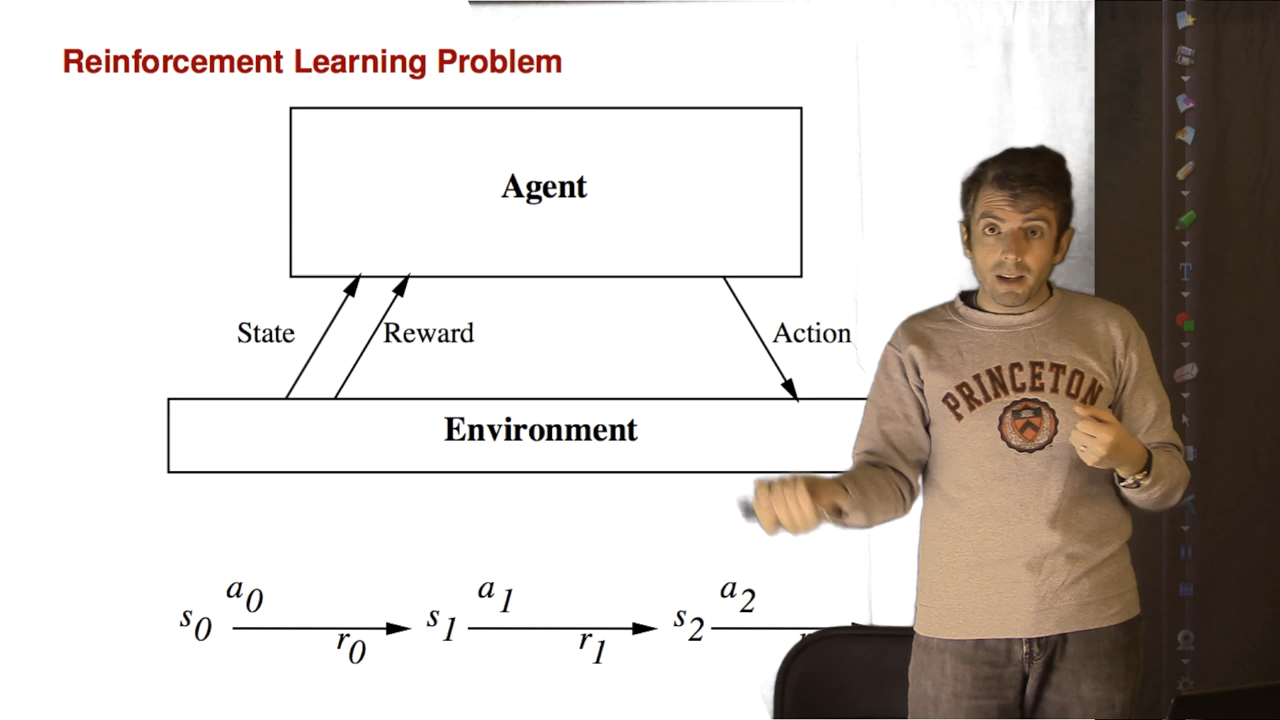 Reinforcement Learning Problem
Agent
State Reward Action
Environment
PRINCETON
a0 a1 a2
s0 s1 s2
r0 r1